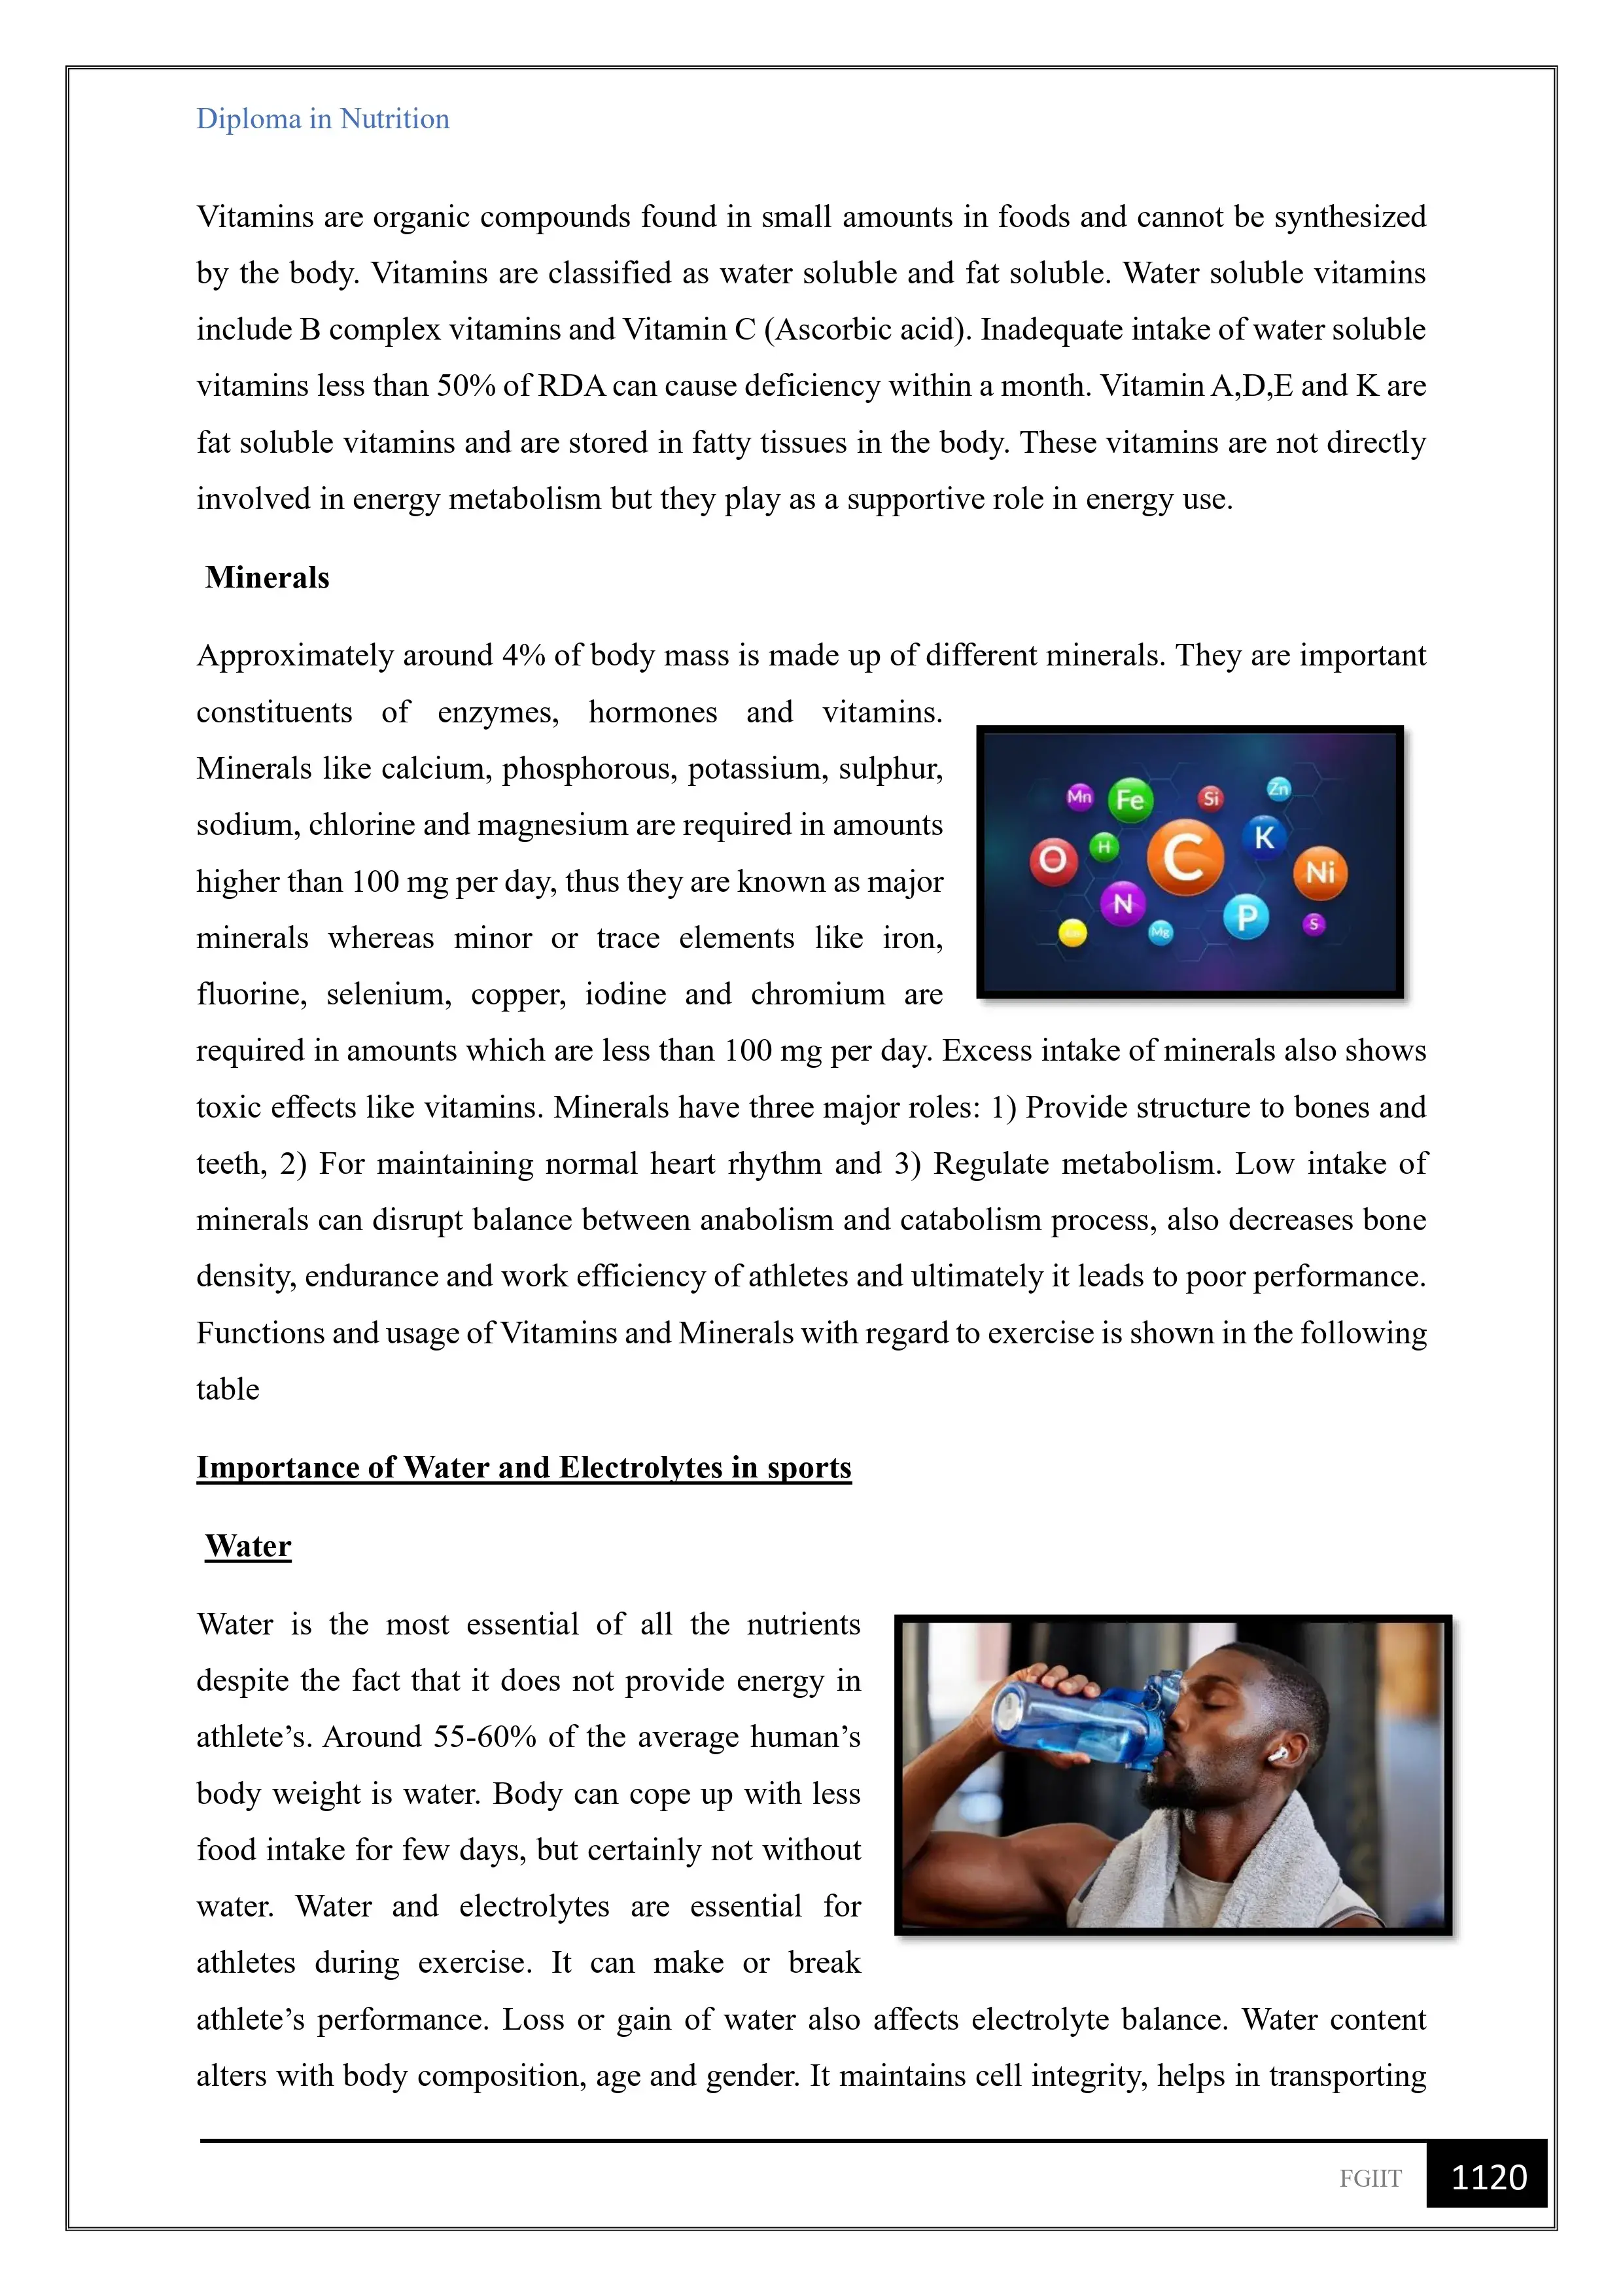 Diploma in Nutrition
Vitamins are organic compounds found in small amounts in foods and cannot be synthesized
by the body. Vitamins are classified as water soluble and fat soluble. Water soluble vitamins
include B complex vitamins and Vitamin C (Ascorbic acid). Inadequate intake of water soluble
vitamins less than 50% of RDA can cause deficiency within a month. Vitamin A,D,E and K are
fat soluble vitamins and are stored in fatty tissues in the body. These vitamins are not directly
involved in energy metabolism but they play as a supportive role in energy use.
Minerals
Approximately around 4% of body mass is made up of different minerals. They are important
constituents of enzymes, hormones and vitamins.
Minerals like calcium, phosphorous, potassium, sulphur,
sodium, chlorine and magnesium are required in amounts
higher than 100 mg per day, thus they are known as major
minerals whereas minor or trace elements like iron,
fluorine, selenium, copper, iodine and chromium are
Mn Fe Si Zn
O H C K Ni
N P S
Mg
required in amounts which are less than 100 mg per day. Excess intake of minerals also shows
toxic effects like vitamins. Minerals have three major roles: 1) Provide structure to bones and
teeth, 2) For maintaining normal heart rhythm and 3) Regulate metabolism. Low intake of
minerals can disrupt balance between anabolism and catabolism process, also decreases bone
density, endurance and work efficiency of athletes and ultimately it leads to poor performance.
Functions and usage of Vitamins and Minerals with regard to exercise is shown in the following
table
Importance of Water and Electrolytes in sports
Water
Water is the most essential of all the nutrients
despite the fact that it does not provide energy in
athlete’s. Around 55-60% of the average human’s
body weight is water. Body can cope up with less
food intake for few days, but certainly not without
water. Water and electrolytes are essential for
athletes during exercise. It can make or break
athlete’s performance. Loss or gain of water also affects electrolyte balance. Water content
alters with body composition, age and gender. It maintains cell integrity, helps in transporting
FGIIT 1120